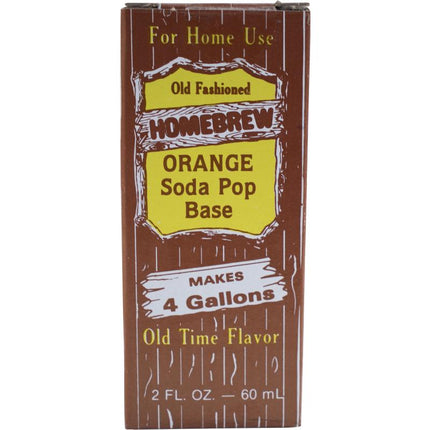 For Home Use
Old Fashioned
HOMEBREW
ORANGE
Soda Pop
Base
MAKES
4 Gallons
Old Time Flavor
2 FL. OZ. — 60 mL